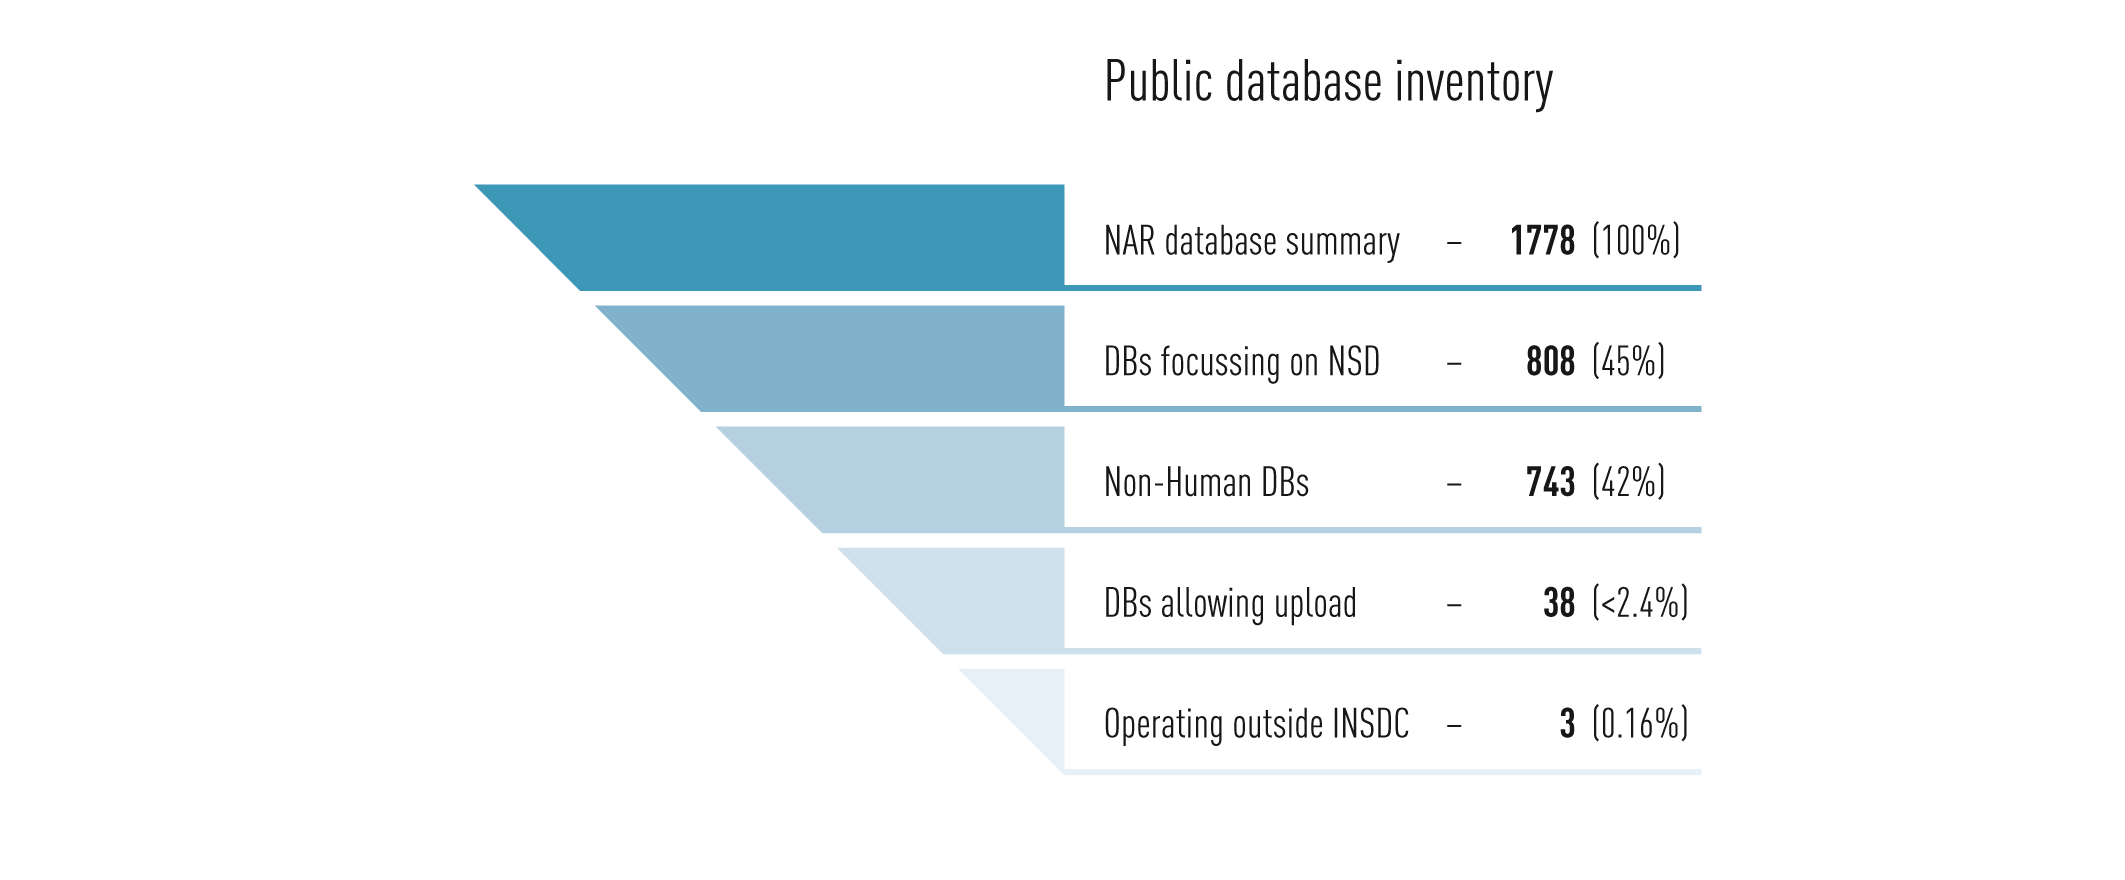 Public database inventory
NAR database summary – 1778 (100%)
DBs focussing on NSD – 808 (45%)
Non-Human DBs – 743 (42%)
DBs allowing upload – 38 (<2.4%)
Operating outside INSDC – 3 (0.16%)